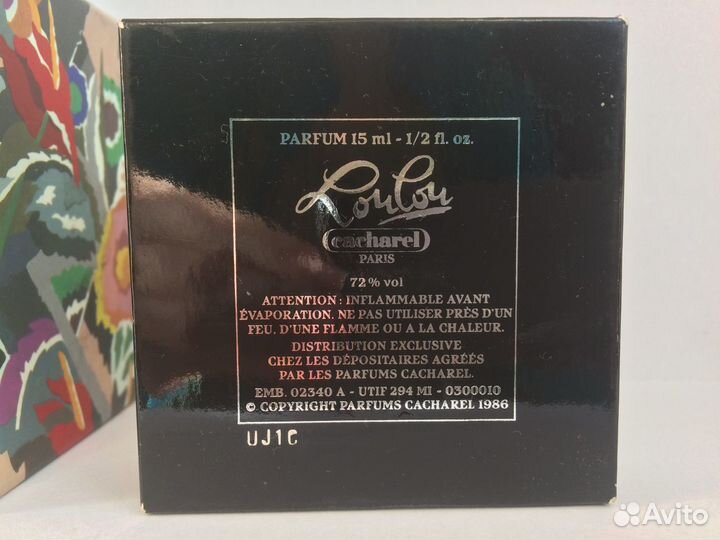 PARFUM 15 ml - 1/2 fl. oz.
Loulou
cacharel
PARIS
72% vol
ATTENTION: INFLAMMABLE AVANT
ÉVAPORATION. NE PAS UTILISER PRÈS D'UN
FEU, D'UNE FLAMME OU A LA CHALEUR.
DISTRIBUTION EXCLUSIVE
CHEZ LES DÉPOSITAIRES AGRÉÉS
PAR LES PARFUMS CACHAREL.
EMB. 02340 A - UTIF 294 MI - 0300010
© COPYRIGHT PARFUMS CACHAREL 1986
UJ1C
Avito